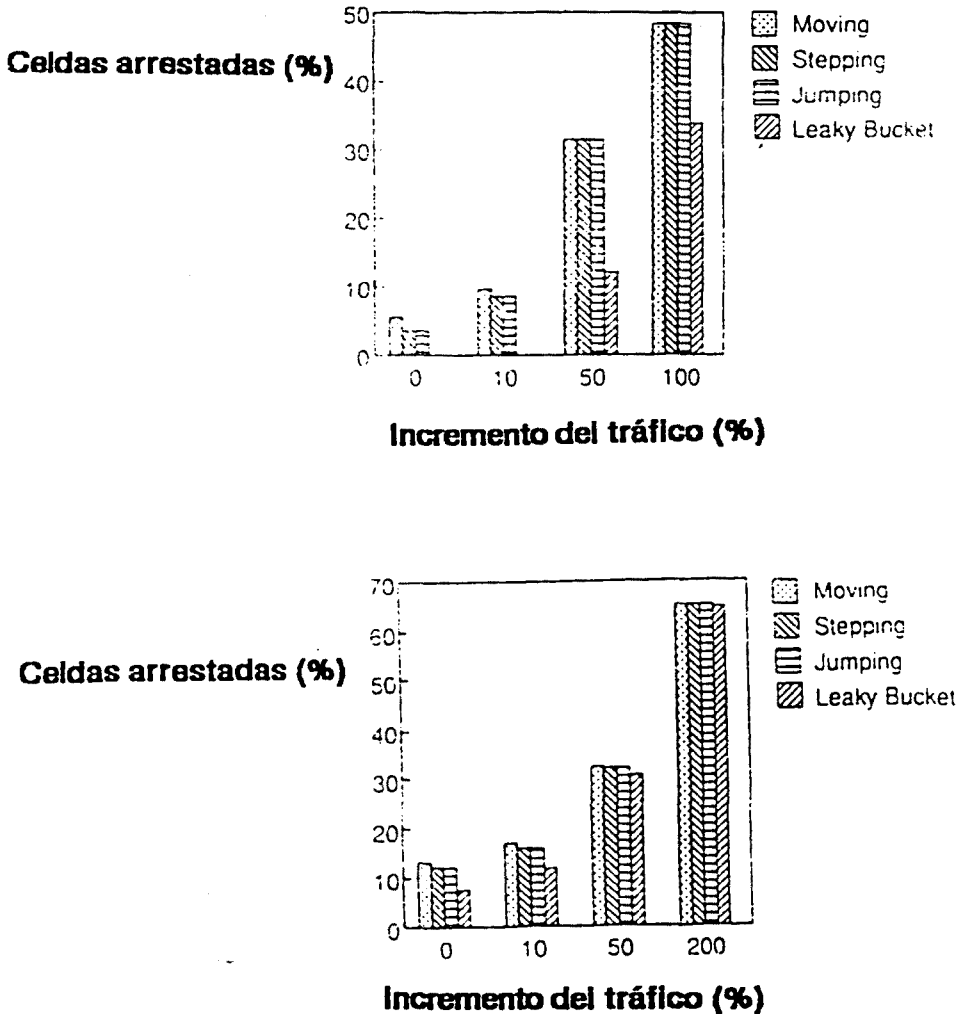 Celdas arrestadas (%)
50
40
30
20
10
0
0 10 50 100
Incremento del tráfico (%)
Moving
Stepping
Jumping
Leaky Bucket
Celdas arrestadas (%)
70
60
50
40
30
20
10
0
0 10 50 200
Incremento del tráfico (%)
Moving
Stepping
Jumping
Leaky Bucket